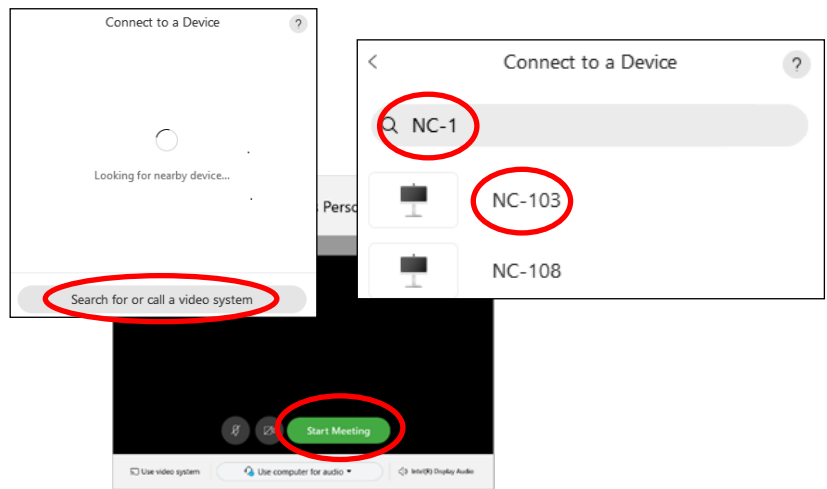 Connect to a Device
?
Looking for nearby device...
Search for or call a video system
Connect to a Device
?
NC-1
NC-103
NC-108
Perso
Start Meeting
Use video system
Use computer for audio
Intel(R) Display Audio